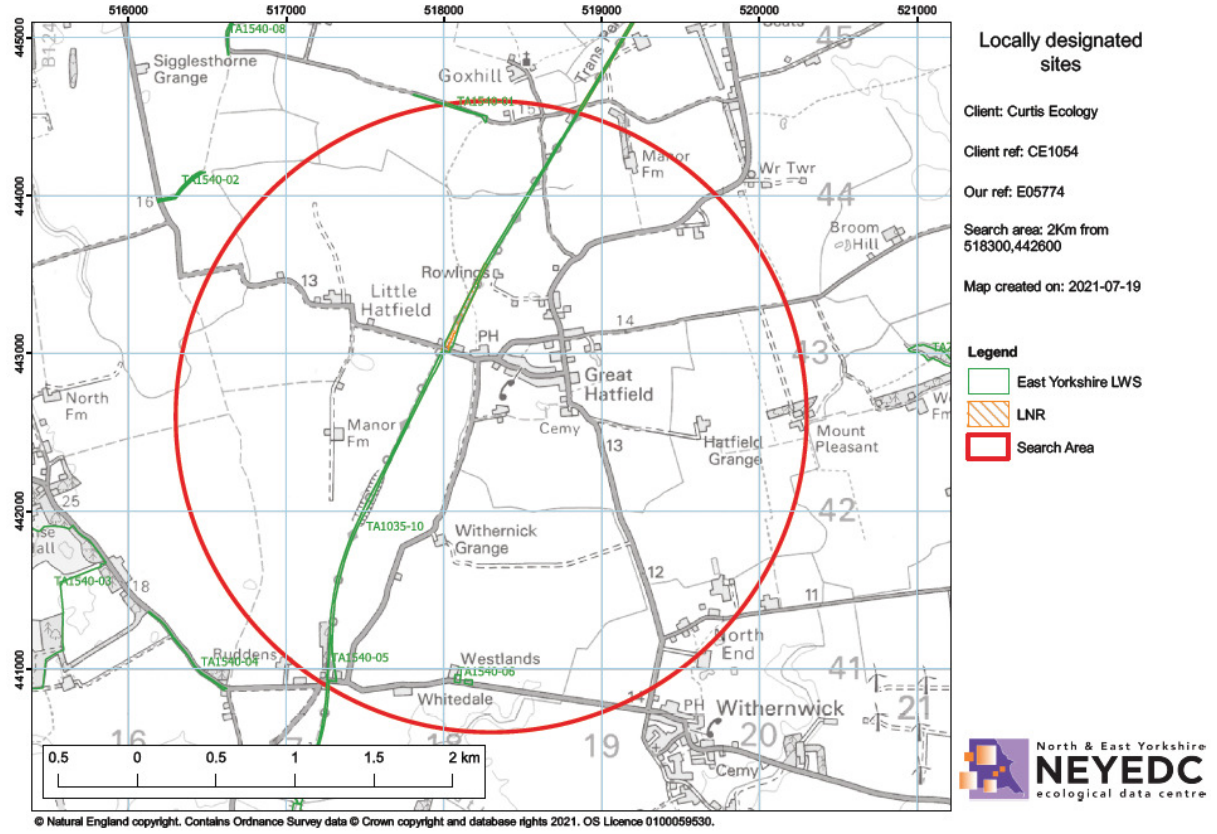 516000 517000 518000 519000 520000 521000
445000
444000
443000
442000
441000
B124
TA1540-08
Sigglesthorne
Grange
Goxhill
45
TA1540-01
15
Manor
Fm
Wr Twr
TA1540-02
16
44
Broom
Hill
Rowlings
13
Little
Hatfield
PH
14
43
Great
Hatfield
North
Fm
Manor
Fm
Cemy
13
Hatfield
Grange
Mount
Pleasant
25
42
TA1035-10
Withernick
Grange
TA1540-03
18
12
11
North
End
Ruddens
TA1540-04
TA1540-05
Westlands
TA1540-06
41
Whitedale
PH
Withernwick
21
16
18
19
20
Cemy
0.5 0 0.5 1 1.5 2 km
Locally designated
sites
Client: Curtis Ecology
Client ref: CE1054
Our ref: E05774
Search area: 2Km from
518300,442600
Map created on: 2021-07-19
Legend
East Yorkshire LWS
LNR
Search Area
North & East Yorkshire
NEYEDC
ecological data centre
© Natural England copyright. Contains Ordnance Survey data © Crown copyright and database rights 2021. OS Licence 0100059530.